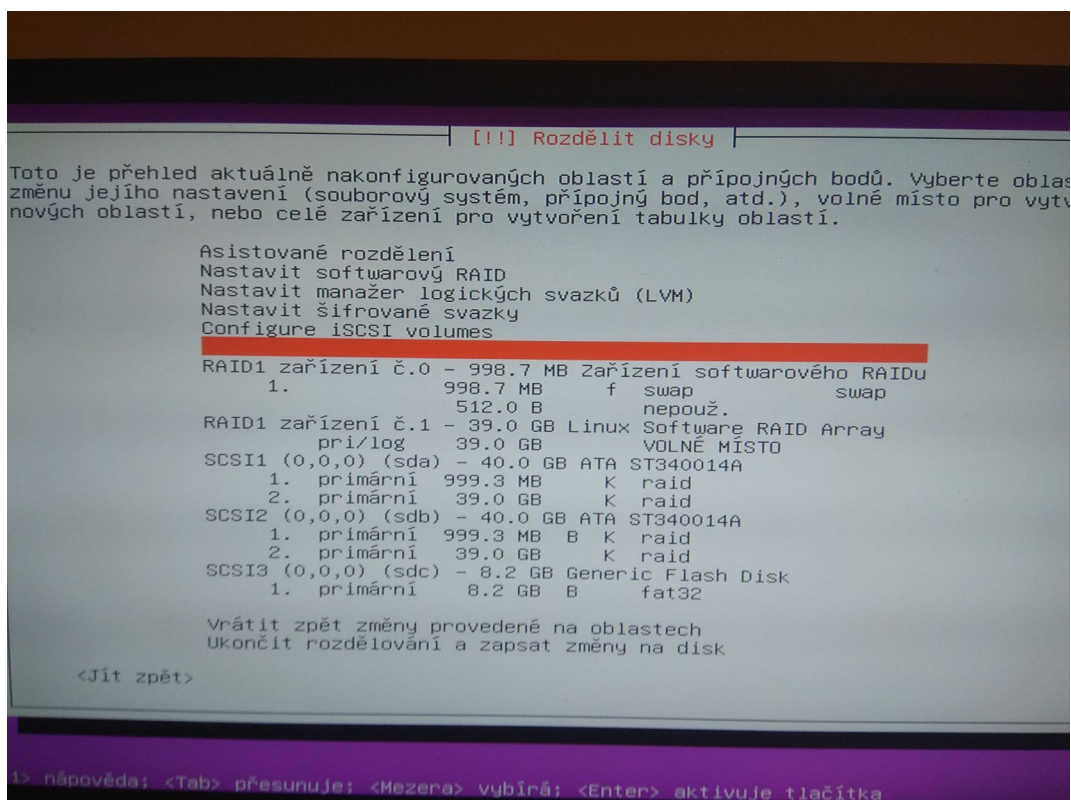 [!!] Rozdělit disky
Toto je přehled aktuálně nakonfigurovaných oblastí a přípojných bodů. Vyberte oblas
změnu jejího nastavení (souborový systém, přípojný bod, atd.), volné místo pro vytv
nových oblastí, nebo celé zařízení pro vytvoření tabulky oblastí.
Asistované rozdělení
Nastavit softwarový RAID
Nastavit manažer logických svazků (LVM)
Nastavit šifrované svazky
Configure iSCSI volumes
RAID1 zařízení č.0 - 998.7 MB Zařízení softwarového RAIDu
1. 998.7 MB f swap swap
512.0 B nepouž.
RAID1 zařízení č.1 - 39.0 GB Linux Software RAID Array
pri/log 39.0 GB VOLNÉ MÍSTO
SCSI1 (0,0,0) (sda) - 40.0 GB ATA ST340014A
1. primární 999.3 MB K raid
2. primární 39.0 GB K raid
SCSI2 (0,0,0) (sdb) - 40.0 GB ATA ST340014A
1. primární 999.3 MB B K raid
2. primární 39.0 GB K raid
SCSI3 (0,0,0) (sdc) - 8.2 GB Generic Flash Disk
1. primární 8.2 GB B fat32
Vrátit zpět změny provedené na oblastech
Ukončit rozdělování a zapsat změny na disk
<Jít zpět>
1> nápověda; <Tab> přesunuje; <Mezera> vybírá; <Enter> aktivuje tlačítka